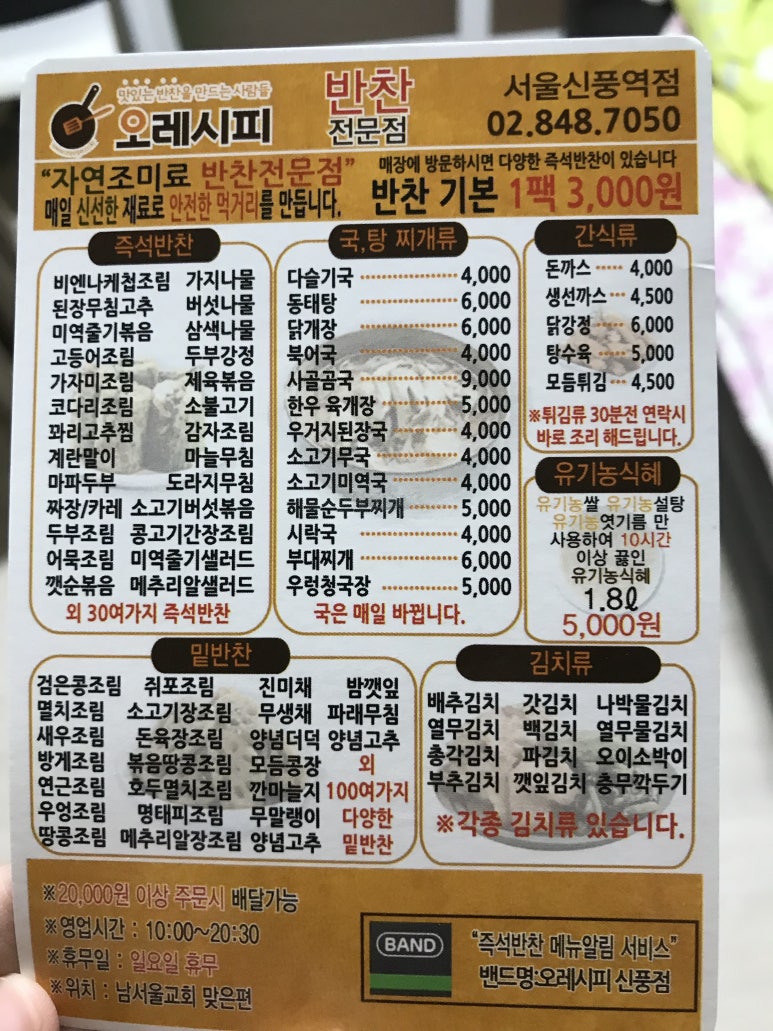 맛있는 반찬을 만드는 사람들
오레시피
반찬
전문점
서울신풍역점
02.848.7050
"자연조미료 반찬전문점"
매일 신선한 재료로 안전한 먹거리를 만듭니다.
매장에 방문하시면 다양한 즉석반찬이 있습니다
반찬 기본 1팩 3,000원
즉석반찬
비엔나케첩조림 가지나물
된장무침고추 버섯나물
미역줄기볶음 삼색나물
고등어조림 두부강정
가자미조림 제육볶음
코다리조림 소불고기
꽈리고추찜 감자조림
계란말이 마늘무침
마파두부 도라지무침
짜장/카레 소고기버섯볶음
두부조림 콩고기간장조림
어묵조림 미역줄기샐러드
깻순볶음 메추리알샐러드
외 30여가지 즉석반찬
국,탕 찌개류
다슬기국 4,000
동태탕 6,000
닭개장 6,000
북어국 4,000
사골곰국 9,000
한우 육개장 5,000
우거지된장국 4,000
소고기무국 4,000
소고기미역국 4,000
해물순두부찌개 5,000
시락국 4,000
부대찌개 6,000
우렁청국장 5,000
국은 매일 바뀝니다.
간식류
돈까스 4,000
생선까스 4,500
닭강정 6,000
탕수육 5,000
모듬튀김 4,500
※튀김류 30분전 연락시
바로 조리 해드립니다.
유기농식혜
유기농쌀 유기농설탕
유기농엿기름 만
사용하여 10시간
이상 끓인
유기농식혜
1.8ℓ
5,000원
밑반찬
검은콩조림 쥐포조림 진미채 밤깻잎
멸치조림 소고기장조림 무생채 파래무침
새우조림 돈육장조림 양념더덕 양념고추
방게조림 볶음땅콩조림 모듬콩장 외
연근조림 호두멸치조림 깐마늘지 100여가지
우엉조림 명태피조림 무말랭이 다양한
땅콩조림 메추리알장조림 양념고추 밑반찬
김치류
배추김치 갓김치 나박물김치
열무김치 백김치 열무물김치
총각김치 파김치 오이소박이
부추김치 깻잎김치 충무깍두기
※각종 김치류 있습니다.
※20,000원 이상 주문시 배달가능
※영업시간 : 10:00~20:30
※휴무일 : 일요일 휴무
※위치 : 남서울교회 맞은편
BAND
"즉석반찬 메뉴알림 서비스"
밴드명:오레시피 신풍점